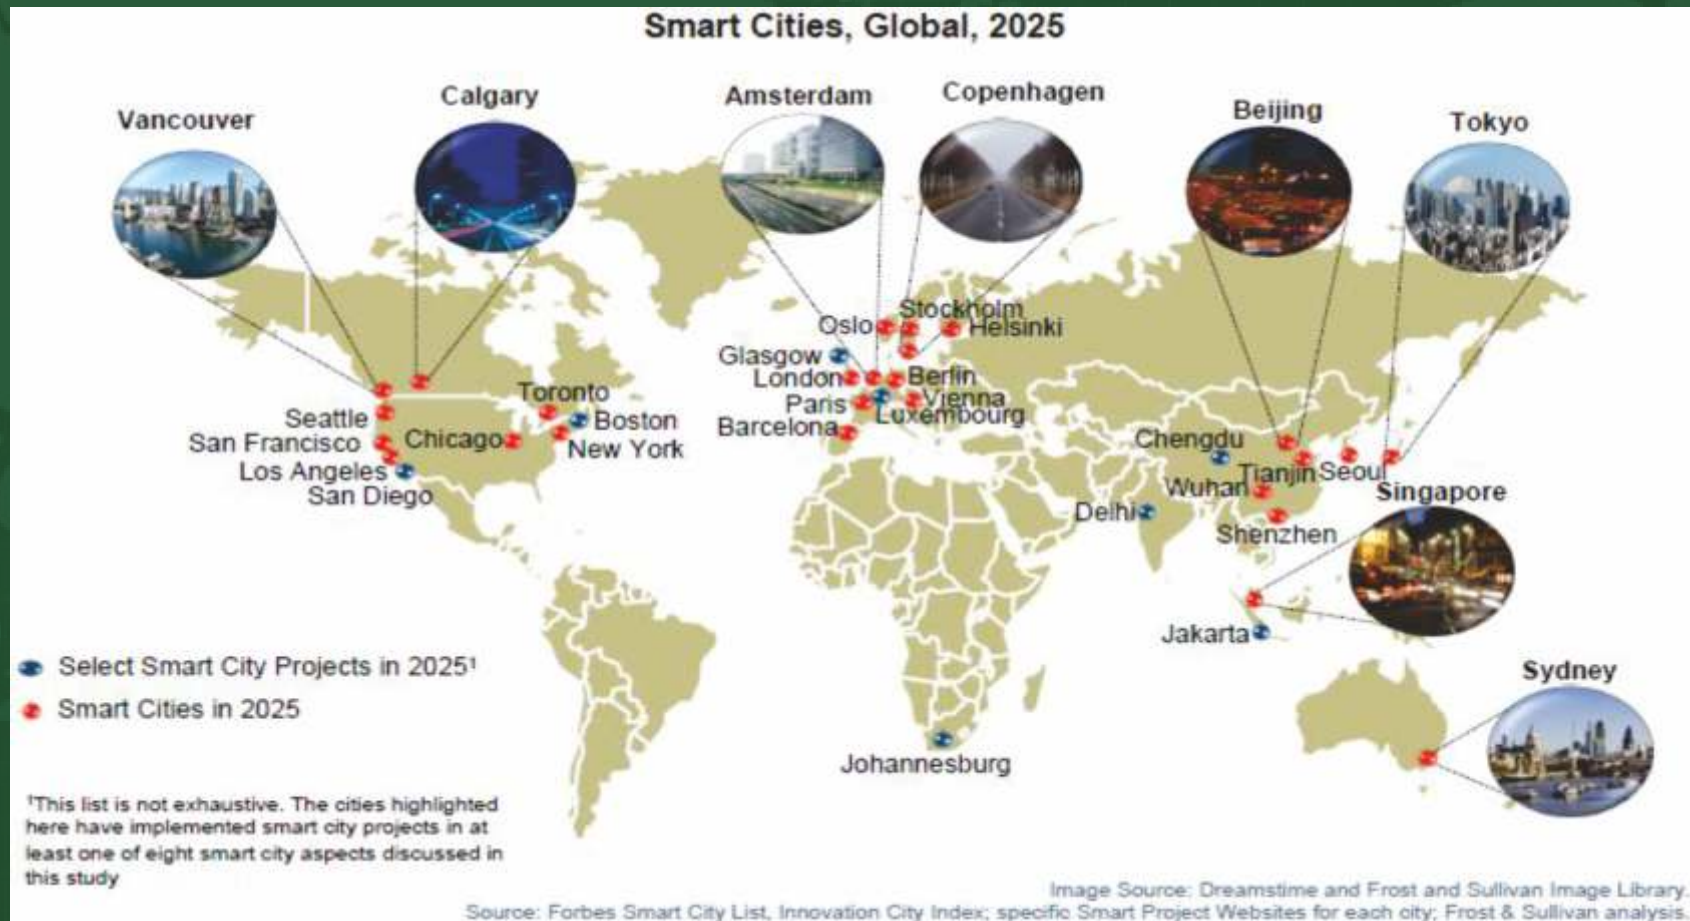 Smart Cities, Global, 2025
Vancouver
Calgary
Amsterdam
Copenhagen
Beijing
Tokyo
Oslo
Stockholm
Helsinki
Glasgow
London
Berlin
Paris
Vienna
Luxembourg
Barcelona
Toronto
Seattle
Boston
San Francisco
Chicago
New York
Los Angeles
San Diego
Chengdu
Tianjin
Seoul
Wuhan
Singapore
Delhi
Shenzhen
Jakarta
Sydney
Johannesburg
Select Smart City Projects in 2025¹
Smart Cities in 2025
¹This list is not exhaustive. The cities highlighted
here have implemented smart city projects in at
least one of eight smart city aspects discussed in
this study
Image Source: Dreamstime and Frost and Sullivan Image Library.
Source: Forbes Smart City List, Innovation City Index; specific Smart Project Websites for each city; Frost & Sullivan analysis.